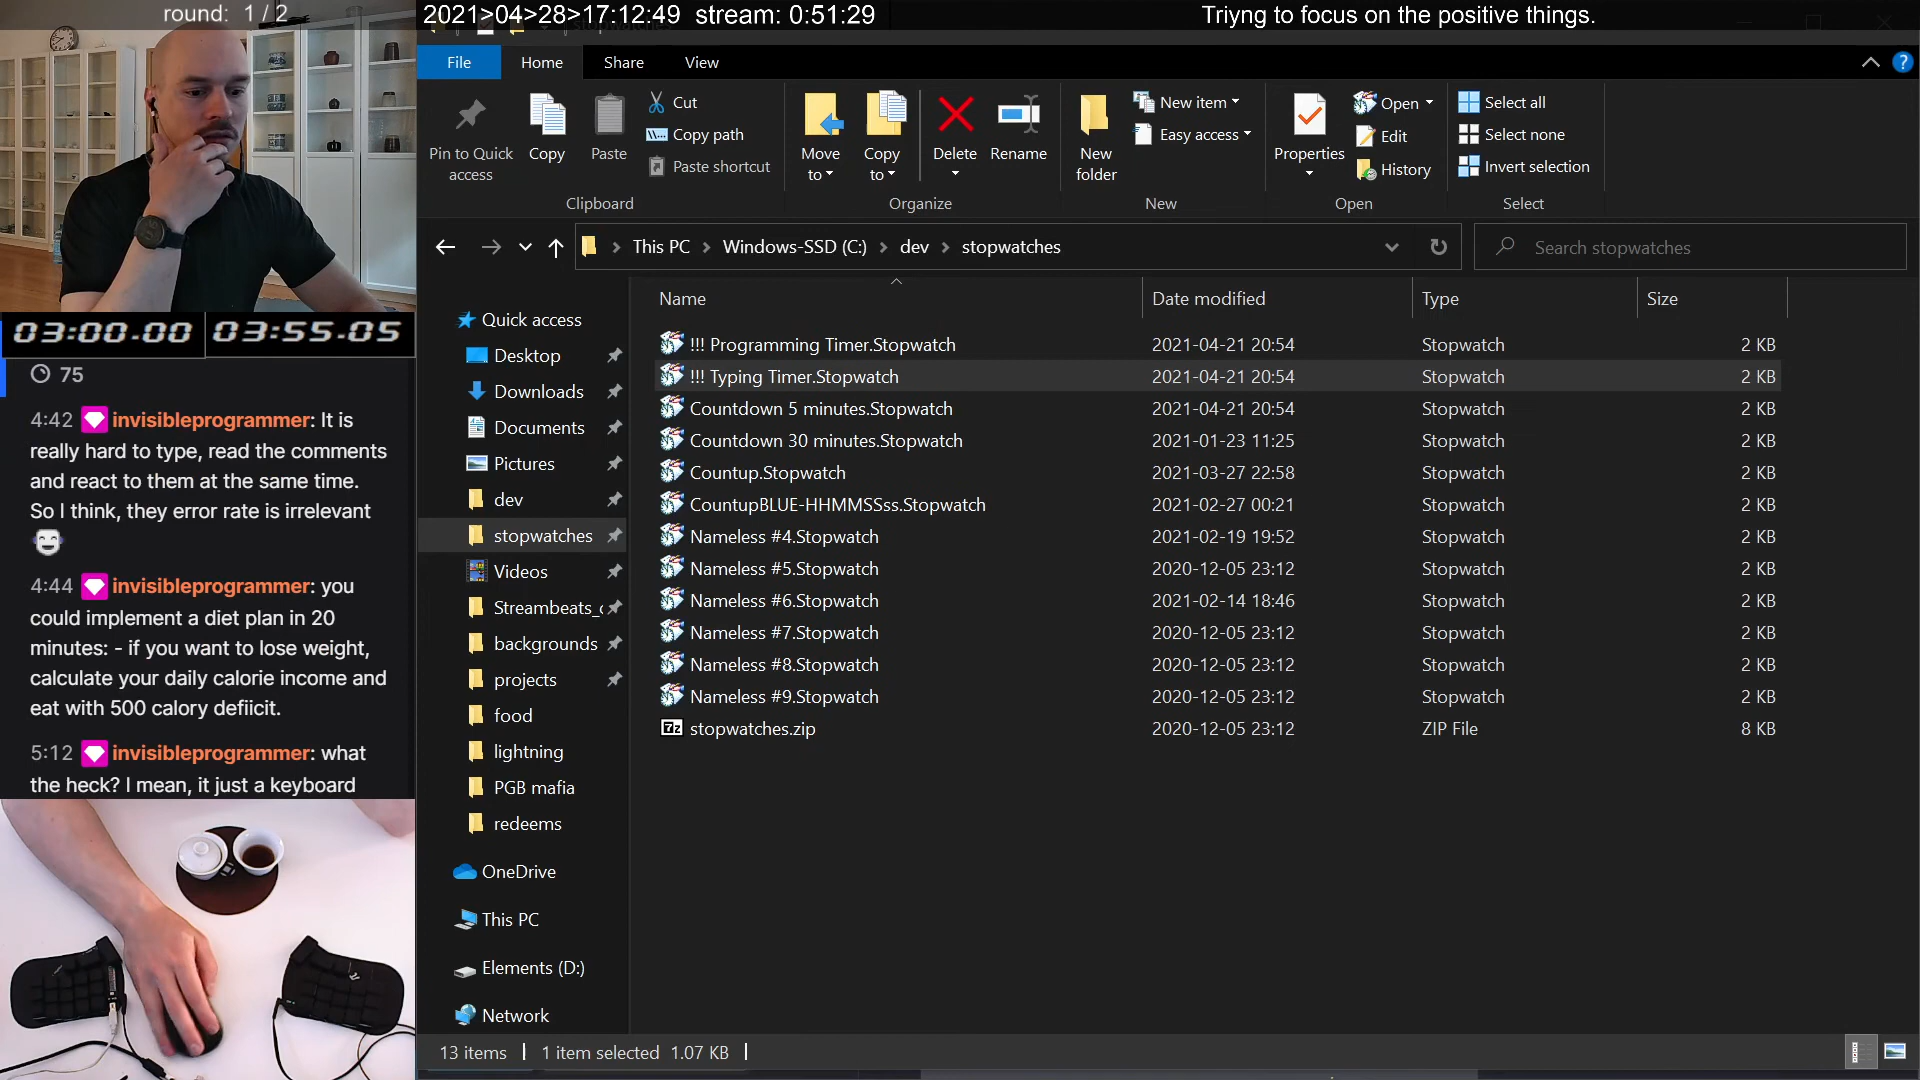 round: 1 / 2
2021>04>28>17:12:49 stream: 0:51:29
Triyng to focus on the positive things.
File
Home
Share
View
Pin to Quick access
Copy
Paste
Cut
Copy path
Paste shortcut
Clipboard
Move to
Copy to
Delete
Rename
Organize
New folder
New item
Easy access
New
Properties
Open
Edit
History
Open
Select all
Select none
Invert selection
Select
This PC > Windows-SSD (C:) > dev > stopwatches
Search stopwatches
Name
Date modified
Type
Size
!!! Programming Timer.Stopwatch 2021-04-21 20:54 Stopwatch 2 KB
!!! Typing Timer.Stopwatch 2021-04-21 20:54 Stopwatch 2 KB
Countdown 5 minutes.Stopwatch 2021-04-21 20:54 Stopwatch 2 KB
Countdown 30 minutes.Stopwatch 2021-01-23 11:25 Stopwatch 2 KB
Countup.Stopwatch 2021-03-27 22:58 Stopwatch 2 KB
CountupBLUE-HHMMSSss.Stopwatch 2021-02-27 00:21 Stopwatch 2 KB
Nameless #4.Stopwatch 2021-02-19 19:52 Stopwatch 2 KB
Nameless #5.Stopwatch 2020-12-05 23:12 Stopwatch 2 KB
Nameless #6.Stopwatch 2021-02-14 18:46 Stopwatch 2 KB
Nameless #7.Stopwatch 2020-12-05 23:12 Stopwatch 2 KB
Nameless #8.Stopwatch 2020-12-05 23:12 Stopwatch 2 KB
Nameless #9.Stopwatch 2020-12-05 23:12 Stopwatch 2 KB
stopwatches.zip 2020-12-05 23:12 ZIP File 8 KB
Quick access
Desktop
Downloads
Documents
Pictures
dev
stopwatches
Videos
Streambeats_c
backgrounds
projects
food
lightning
PGB mafia
redeems
OneDrive
This PC
Elements (D:)
Network
13 items
1 item selected 1.07 KB
03:00.00 03:55.05
75
4:42 invisibleprogrammer: It is
really hard to type, read the comments
and react to them at the same time.
So I think, they error rate is irrelevant
4:44 invisibleprogrammer: you
could implement a diet plan in 20
minutes: - if you want to lose weight,
calculate your daily calorie income and
eat with 500 calory defiicit.
5:12 invisibleprogrammer: what
the heck? I mean, it just a keyboard